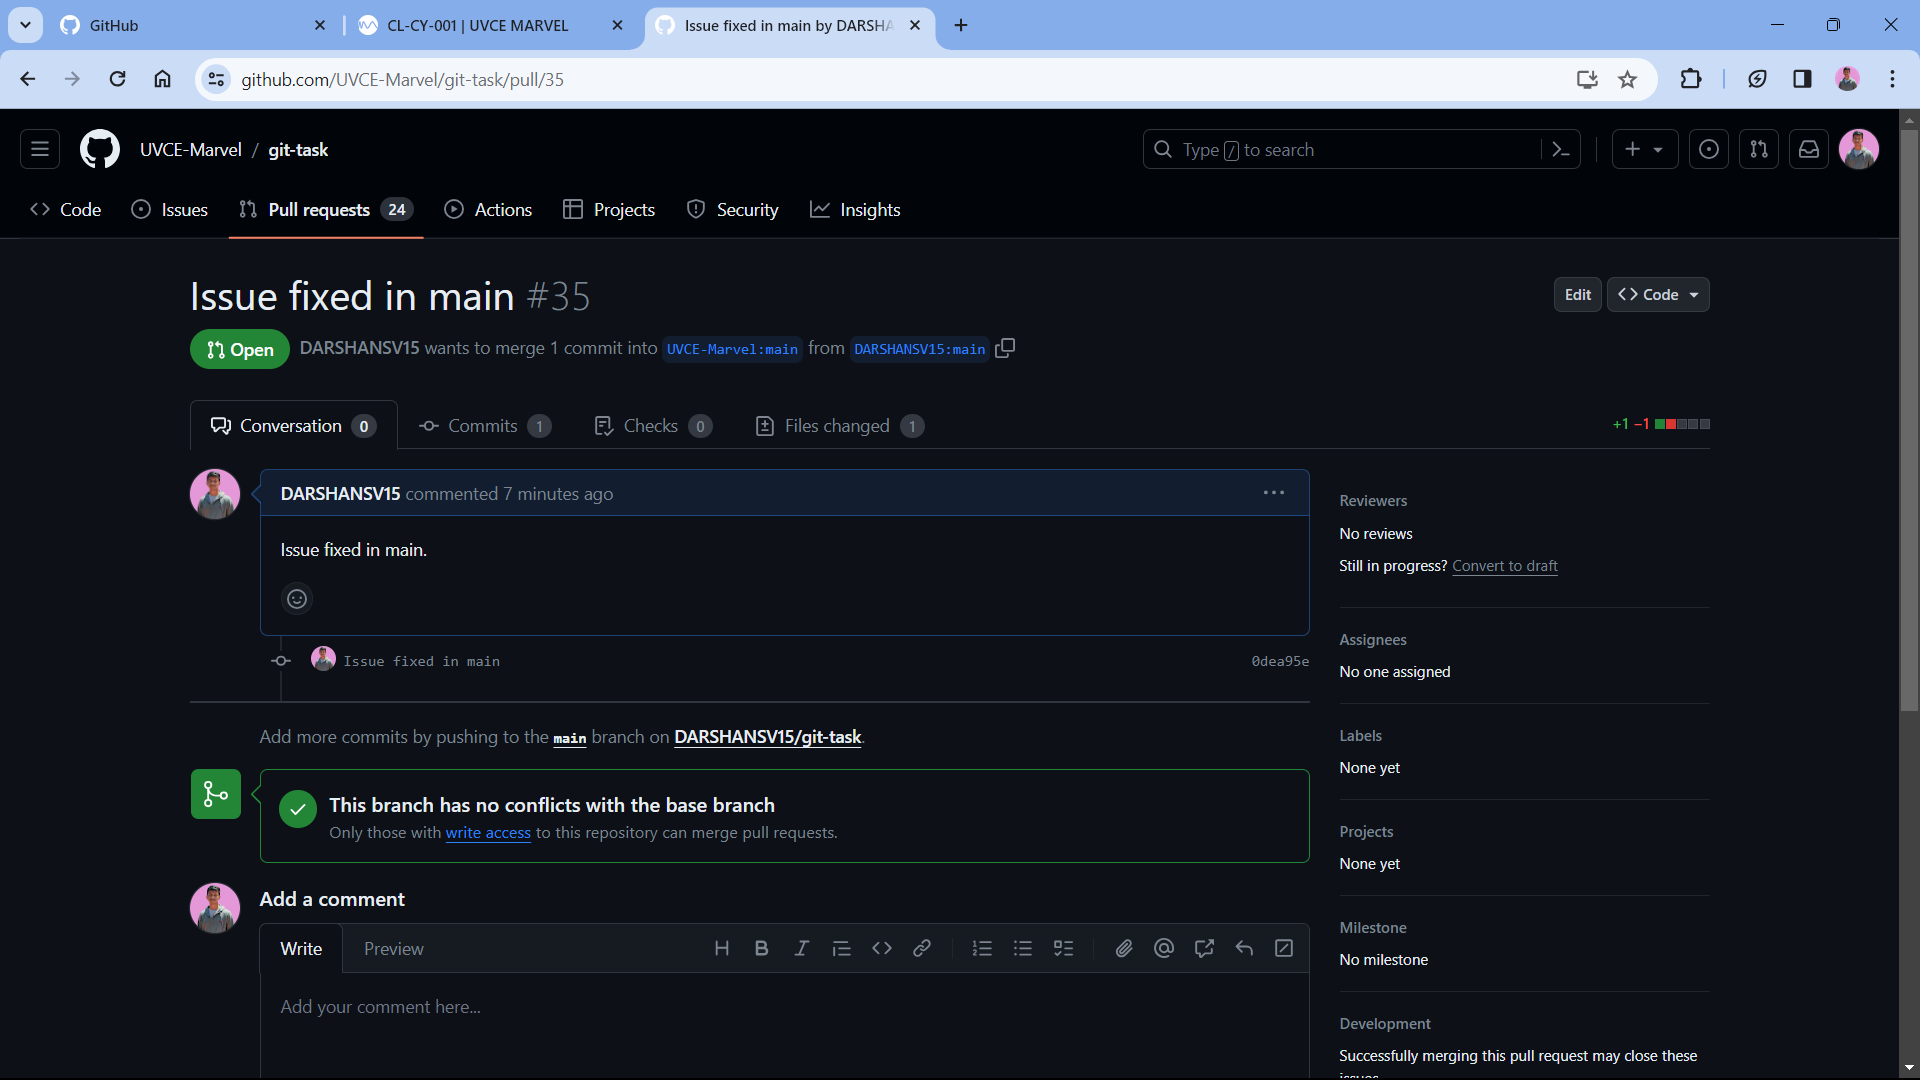 GitHub
CL-CY-001 | UVCE MARVEL
Issue fixed in main by DARSHA
github.com/UVCE-Marvel/git-task/pull/35
UVCE-Marvel / git-task
Type / to search
Code
Issues
Pull requests 24
Actions
Projects
Security
Insights
Issue fixed in main #35
Edit
Code
Open
DARSHANSV15 wants to merge 1 commit into UVCE-Marvel:main from DARSHANSV15:main
Conversation 0
Commits 1
Checks 0
Files changed 1
+1 −1
DARSHANSV15 commented 7 minutes ago
Issue fixed in main.
Issue fixed in main
0dea95e
Add more commits by pushing to the main branch on DARSHANSV15/git-task.
This branch has no conflicts with the base branch
Only those with write access to this repository can merge pull requests.
Add a comment
Write
Preview
Add your comment here...
Reviewers
No reviews
Still in progress? Convert to draft
Assignees
No one assigned
Labels
None yet
Projects
None yet
Milestone
No milestone
Development
Successfully merging this pull request may close these
issues.